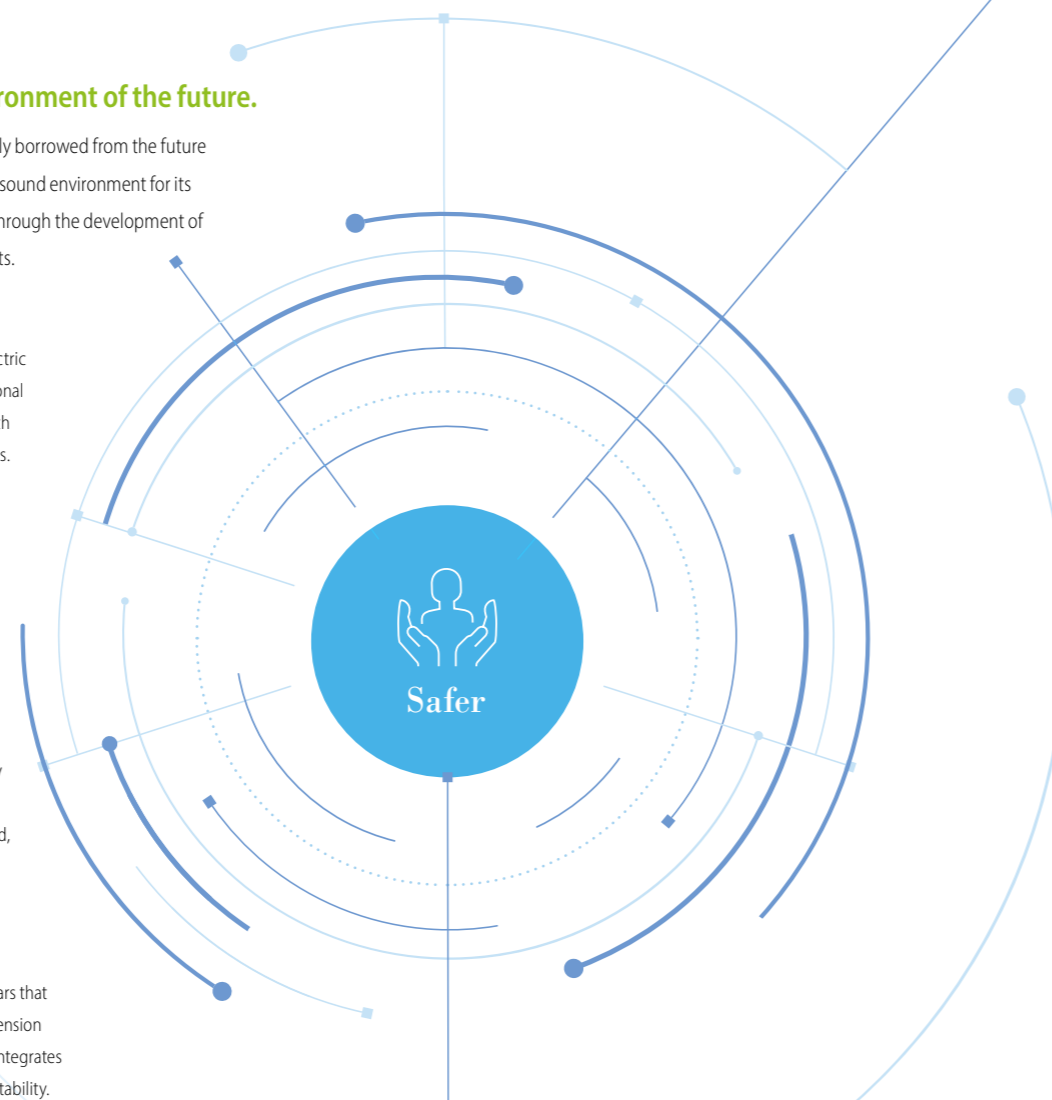 ronment of the future.
ly borrowed from the future
sound environment for its
hrough the development of
ts.
ctric
onal
th
s.
Safer
y
d,
ars that
ension
ntegrates
tability.